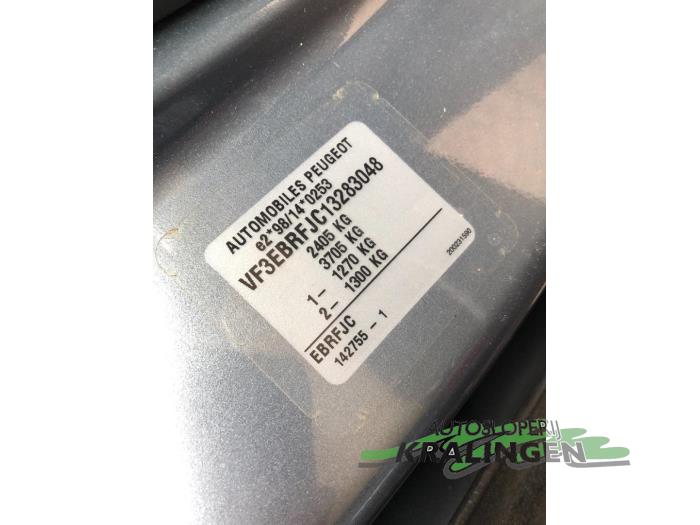 AUTOMOBILES PEUGEOT
e2*98/14*0253
VF3EBRFJC13283048
2405 KG
3705 KG
1- 1270 KG
2- 1300 KG
EBRFJC
142755 - 1
200231590
AUTOSLOPERIJ
KRALINGEN